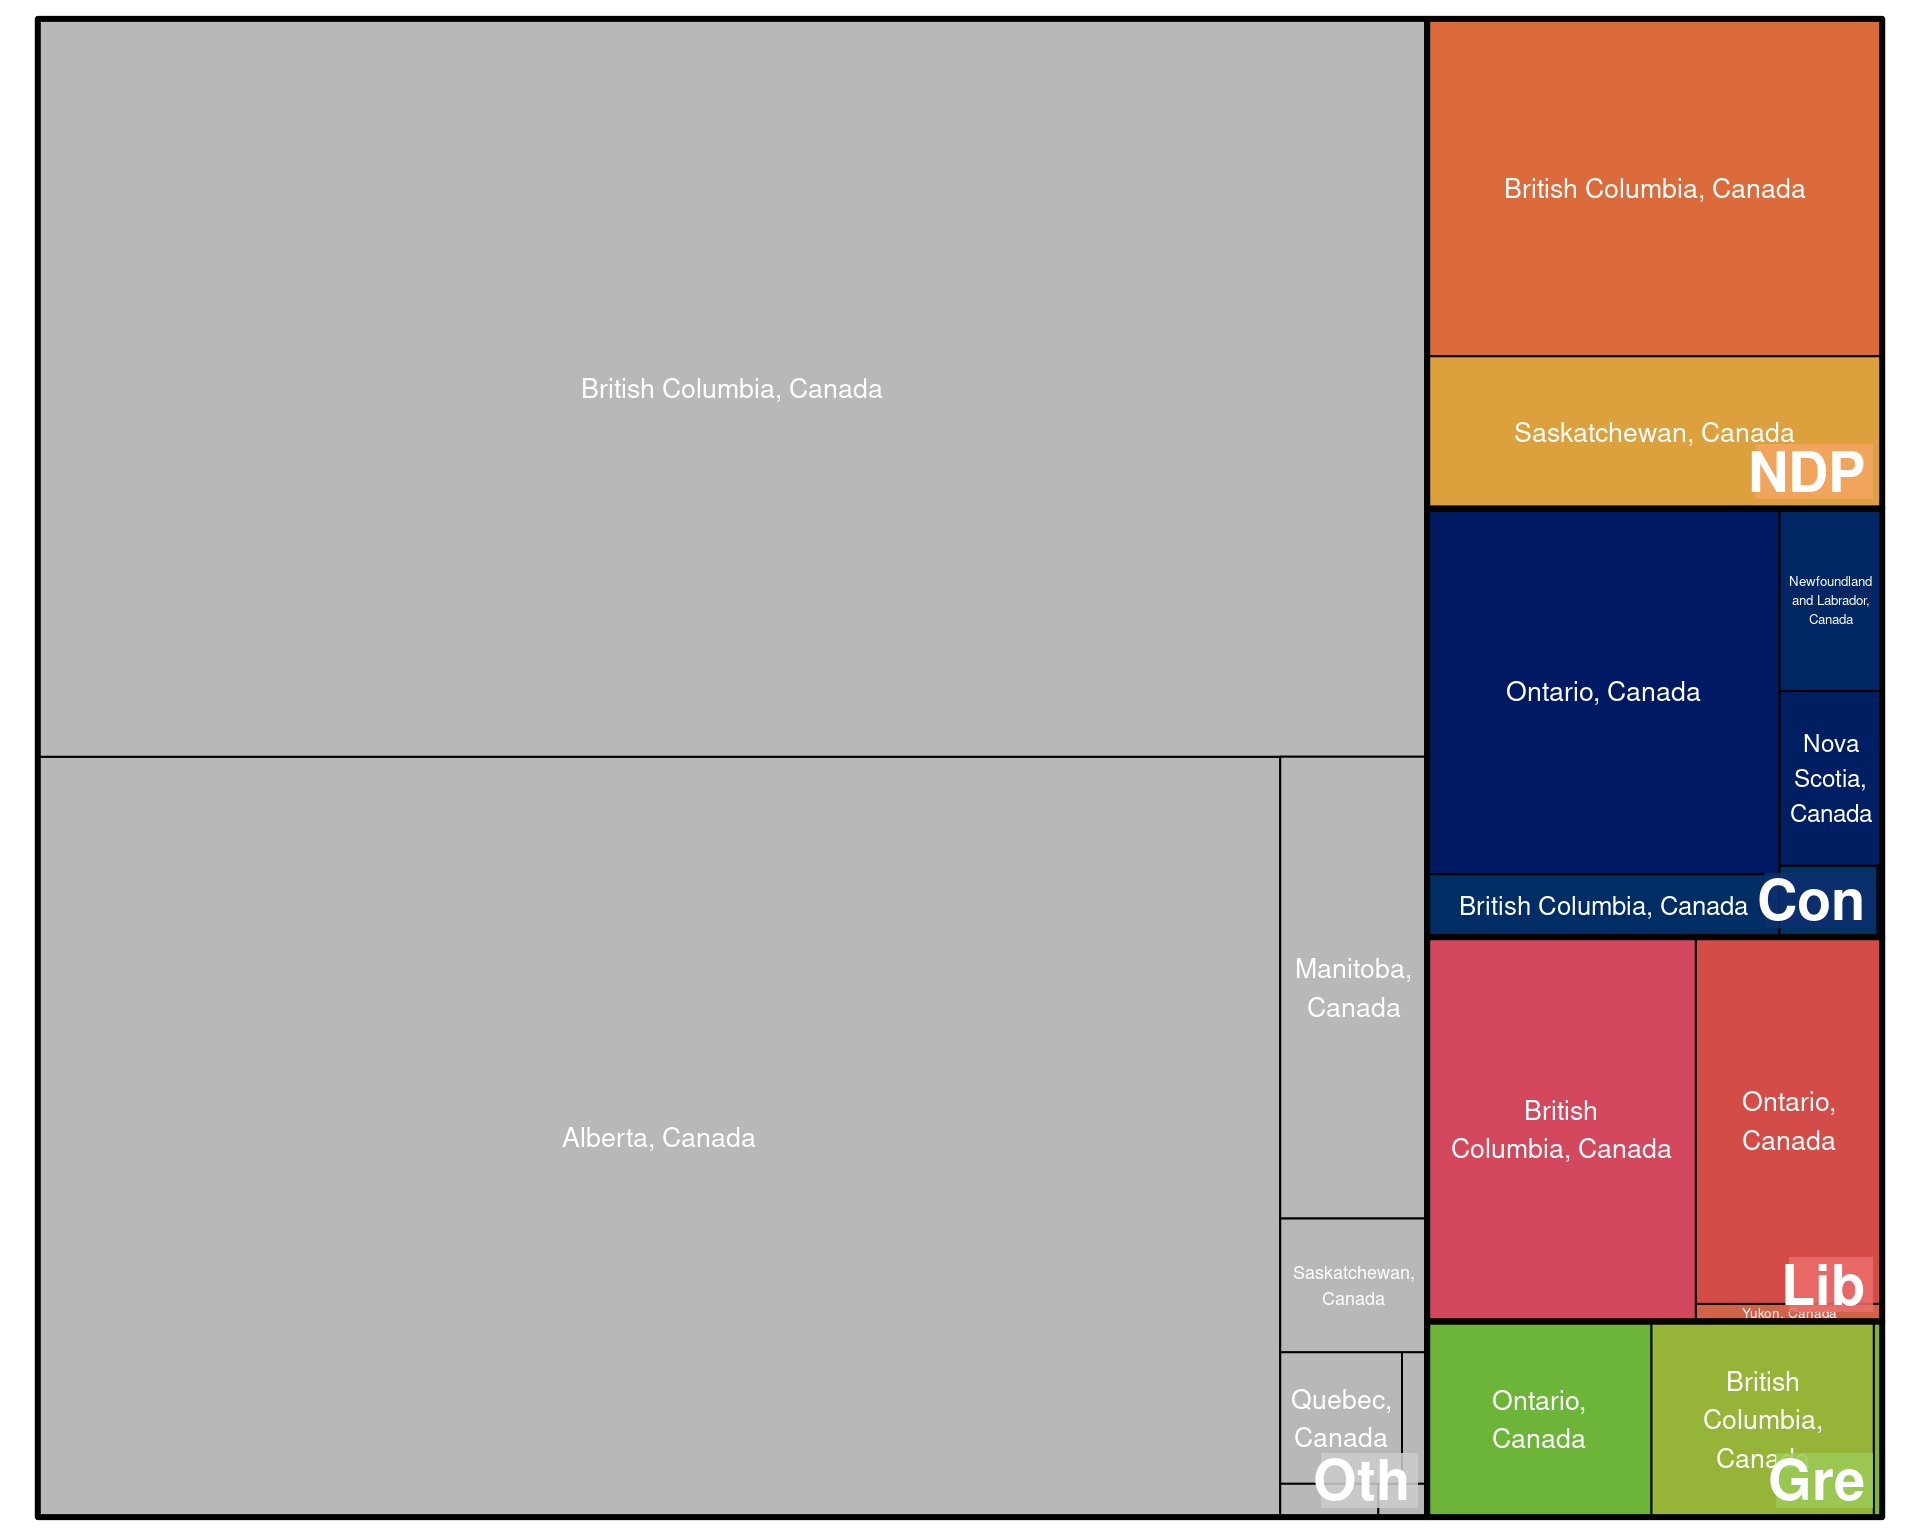 British Columbia, Canada
Alberta, Canada
Manitoba,
Canada
Saskatchewan,
Canada
Quebec,
Canada
Oth
British Columbia, Canada
Saskatchewan, Canada
NDP
Ontario, Canada
Newfoundland
and Labrador,
Canada
Nova
Scotia,
Canada
British Columbia, Canada
Con
British
Columbia, Canada
Ontario,
Canada
Lib
Yukon, Canada
Ontario,
Canada
British
Columbia,
Canada
Gre